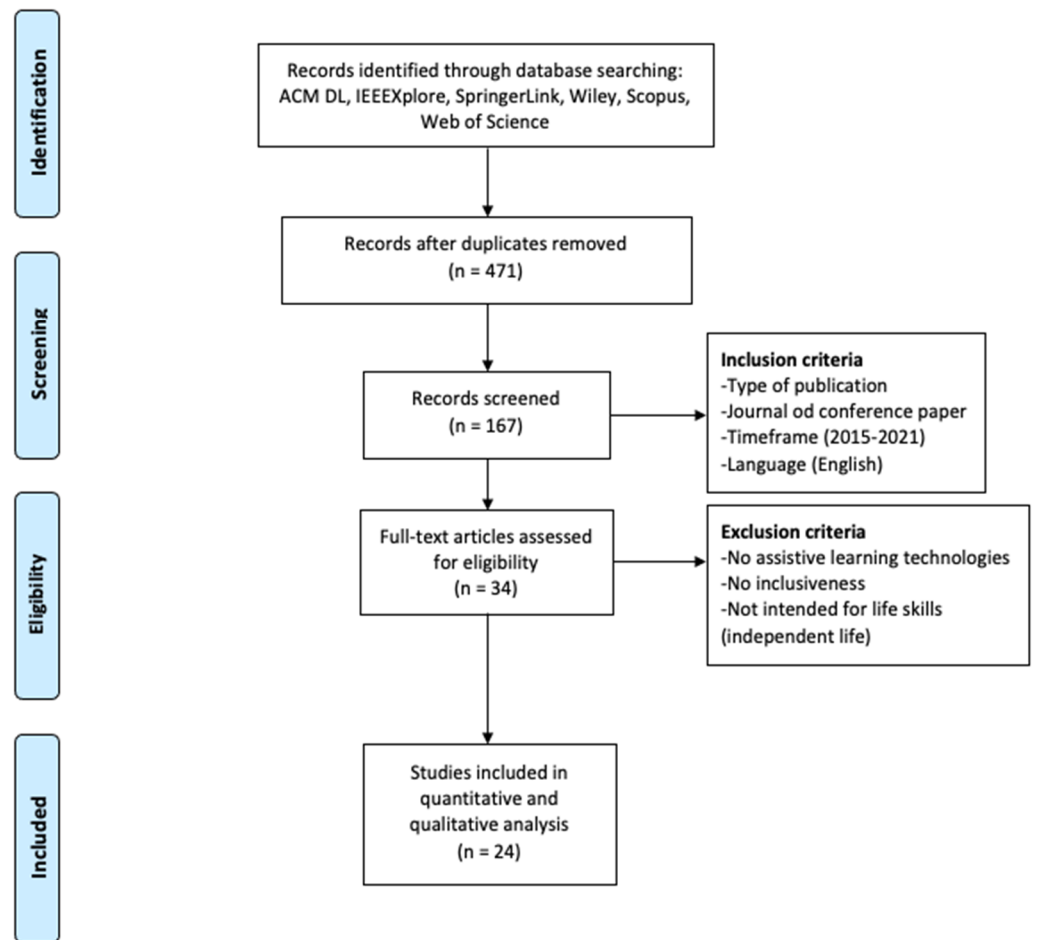 Identification
Records identified through database searching:
ACM DL, IEEEXplore, SpringerLink, Wiley, Scopus,
Web of Science
Records after duplicates removed
(n = 471)
Screening
Records screened
(n = 167)
Inclusion criteria
-Type of publication
-Journal od conference paper
-Timeframe (2015-2021)
-Language (English)
Eligibility
Full-text articles assessed
for eligibility
(n = 34)
Exclusion criteria
-No assistive learning technologies
-No inclusiveness
-Not intended for life skills
(independent life)
Included
Studies included in
quantitative and
qualitative analysis
(n = 24)